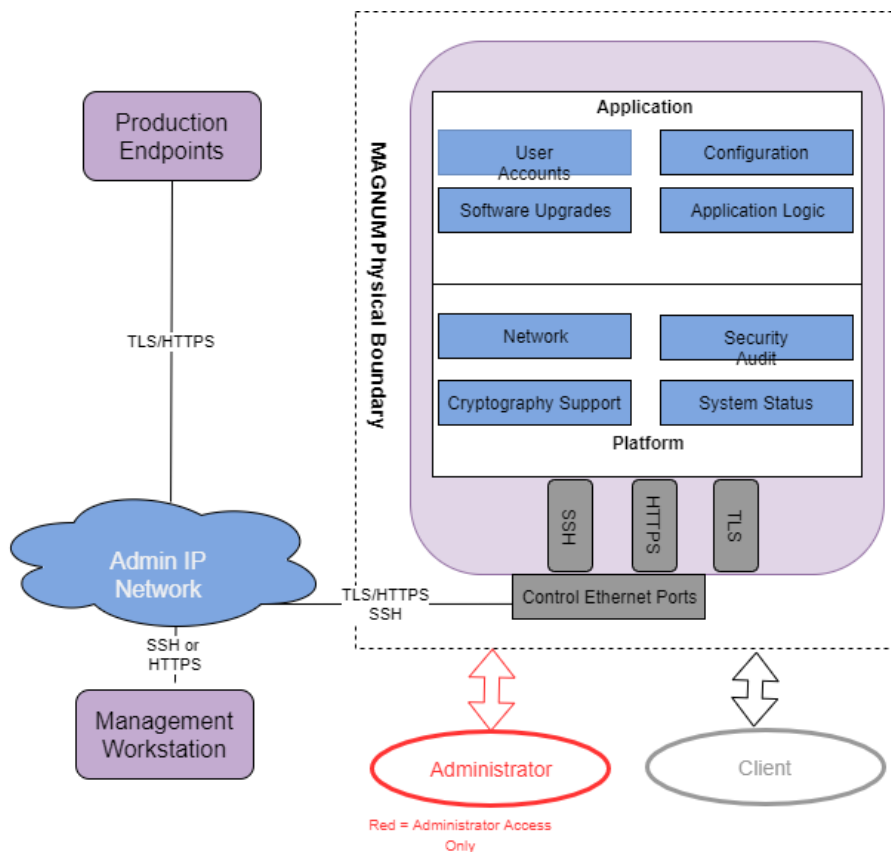 Production
Endpoints
TLS/HTTPS
Admin IP
Network
SSH or
HTTPS
Management
Workstation
TLS/HTTPS
SSH
MAGNUM Physical Boundary
Application
User
Accounts
Configuration
Software Upgrades
Application Logic
Network
Security
Audit
Cryptography Support
System Status
Platform
SSH
HTTPS
TLS
Control Ethernet Ports
Administrator
Client
Red = Administrator Access
Only